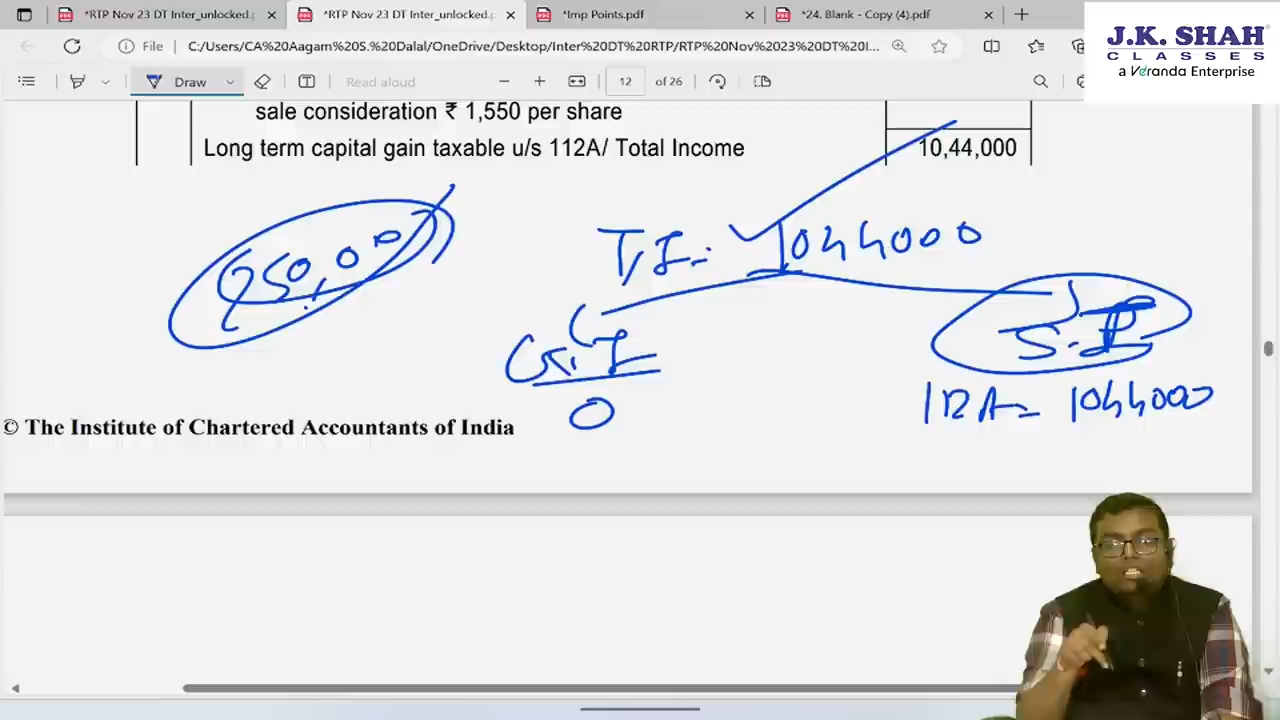 *RTP Nov 23 DT Inter_unlocked.p
*RTP Nov 23 DT Inter_unlocked.p
*Imp Points.pdf
*24. Blank - Copy (4).pdf
J.K. SHAH
CLASSES
a Veranda Enterprise
File
C:/Users/CA%20Aagam%20S.%20Dalal/OneDrive/Desktop/Inter%20DT%20RTP/RTP%20Nov%202023%20DT%20I...
Draw
Read aloud
12 of 26
sale consideration ₹ 1,550 per share
Long term capital gain taxable u/s 112A/ Total Income 10,44,000
250,00
T.I. 1044000
G.I
0
S.I
112A = 1044000
© The Institute of Chartered Accountants of India